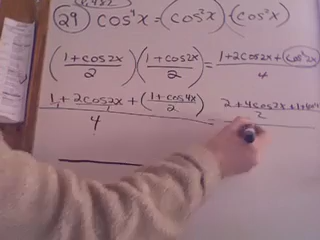 29) cos⁴x = (cos²x)·(cos²x)
((1+cos2x)/2)((1+cos2x)/2) = (1+2cos2x+cos²2x)/4
(1+2cos2x+((1+cos4x)/2))/4 = (2+4cos2x+1+cos4x)/2